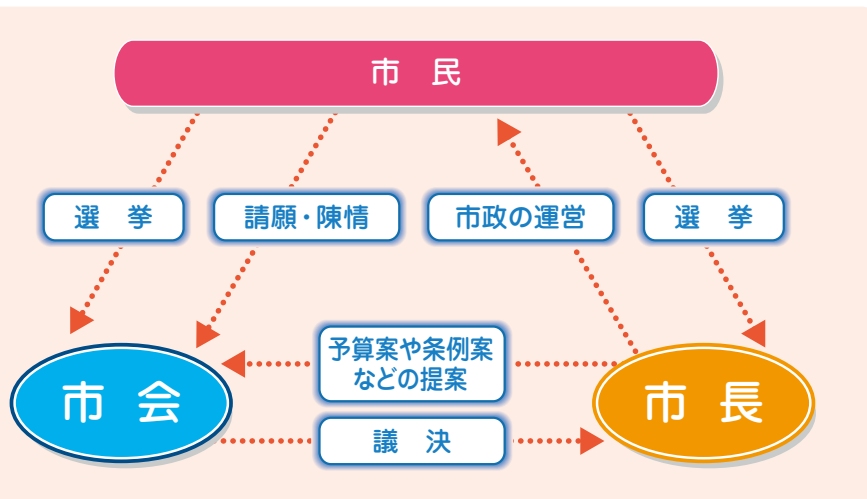 市 民
選 挙
請願・陳情
市政の運営
選 挙
予算案や条例案
などの提案
市 会
市 長
議 決